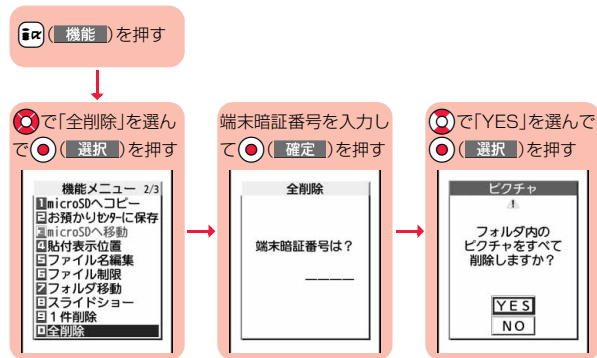 iα( 機能 )を押す
で「全削除」を選ん
で( 選択 )を押す
機能メニュー 2/3
1microSDへコピー
2お預かりセンターに保存
3microSDへ移動
4貼付表示位置
5ファイル名編集
6ファイル制限
7フォルダ移動
8スライドショー
9１件削除
0全削除
端末暗証番号を入力し
て( 確定 )を押す
全削除
端末暗証番号は？
＿＿＿＿
で「YES」を選んで
( 選択 )を押す
ピクチャ
フォルダ内の
ピクチャをすべて
削除しますか？
YES
NO